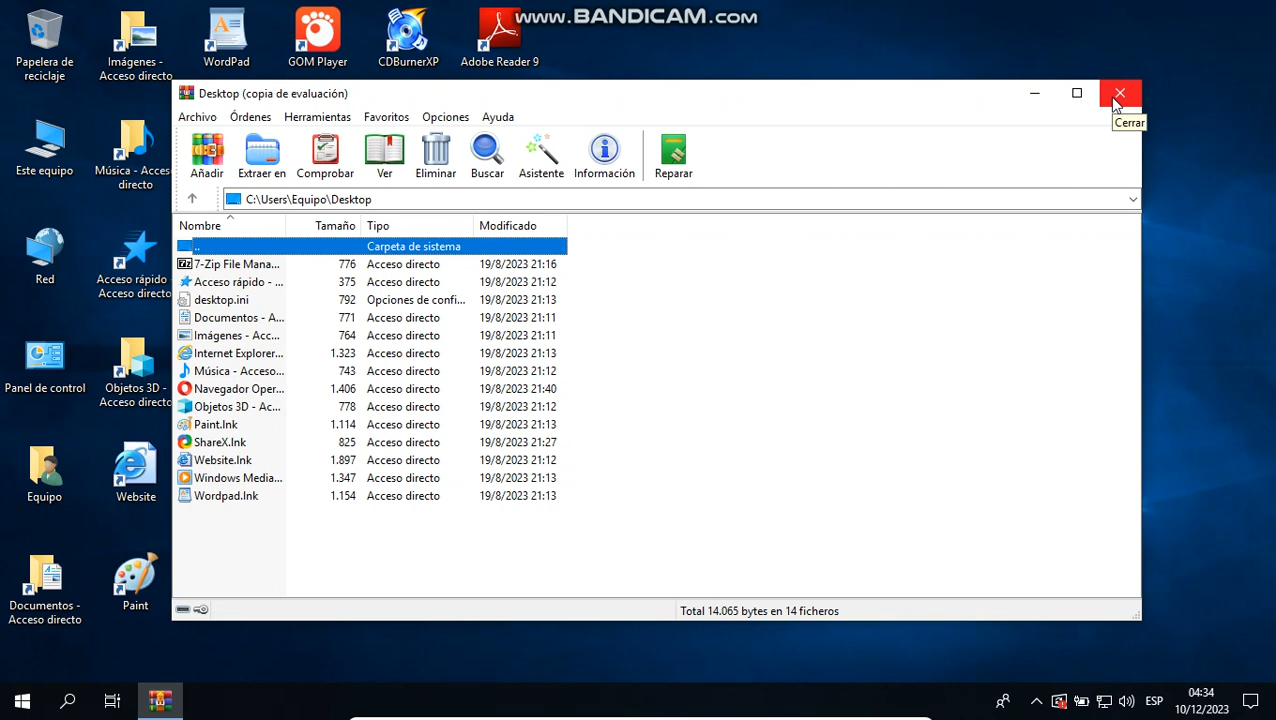 www.BANDICAM.com
Papelera de
reciclaje
Imágenes -
Acceso directo
WordPad
GOM Player
CDBurnerXP
Adobe Reader 9
Este equipo
Música - Acces
directo
Red
Acceso rápido -
Acceso directo
Panel de control
Objetos 3D -
Acceso directo
Equipo
Website
Documentos -
Acceso directo
Paint
Desktop (copia de evaluación)
Cerrar
Archivo Órdenes Herramientas Favoritos Opciones Ayuda
Añadir Extraer en Comprobar Ver Eliminar Buscar Asistente Información Reparar
C:\Users\Equipo\Desktop
Nombre Tamaño Tipo Modificado
.. Carpeta de sistema
7-Zip File Mana... 776 Acceso directo 19/8/2023 21:16
Acceso rápido - ... 375 Acceso directo 19/8/2023 21:12
desktop.ini 792 Opciones de confi... 19/8/2023 21:13
Documentos - A... 771 Acceso directo 19/8/2023 21:11
Imágenes - Acc... 764 Acceso directo 19/8/2023 21:11
Internet Explorer... 1.323 Acceso directo 19/8/2023 21:13
Música - Acceso... 743 Acceso directo 19/8/2023 21:12
Navegador Oper... 1.406 Acceso directo 19/8/2023 21:40
Objetos 3D - Ac... 778 Acceso directo 19/8/2023 21:12
Paint.lnk 1.114 Acceso directo 19/8/2023 21:13
ShareX.lnk 825 Acceso directo 19/8/2023 21:27
Website.lnk 1.897 Acceso directo 19/8/2023 21:12
Windows Media... 1.347 Acceso directo 19/8/2023 21:13
Wordpad.lnk 1.154 Acceso directo 19/8/2023 21:13
Total 14.065 bytes en 14 ficheros
ESP
04:34
10/12/2023